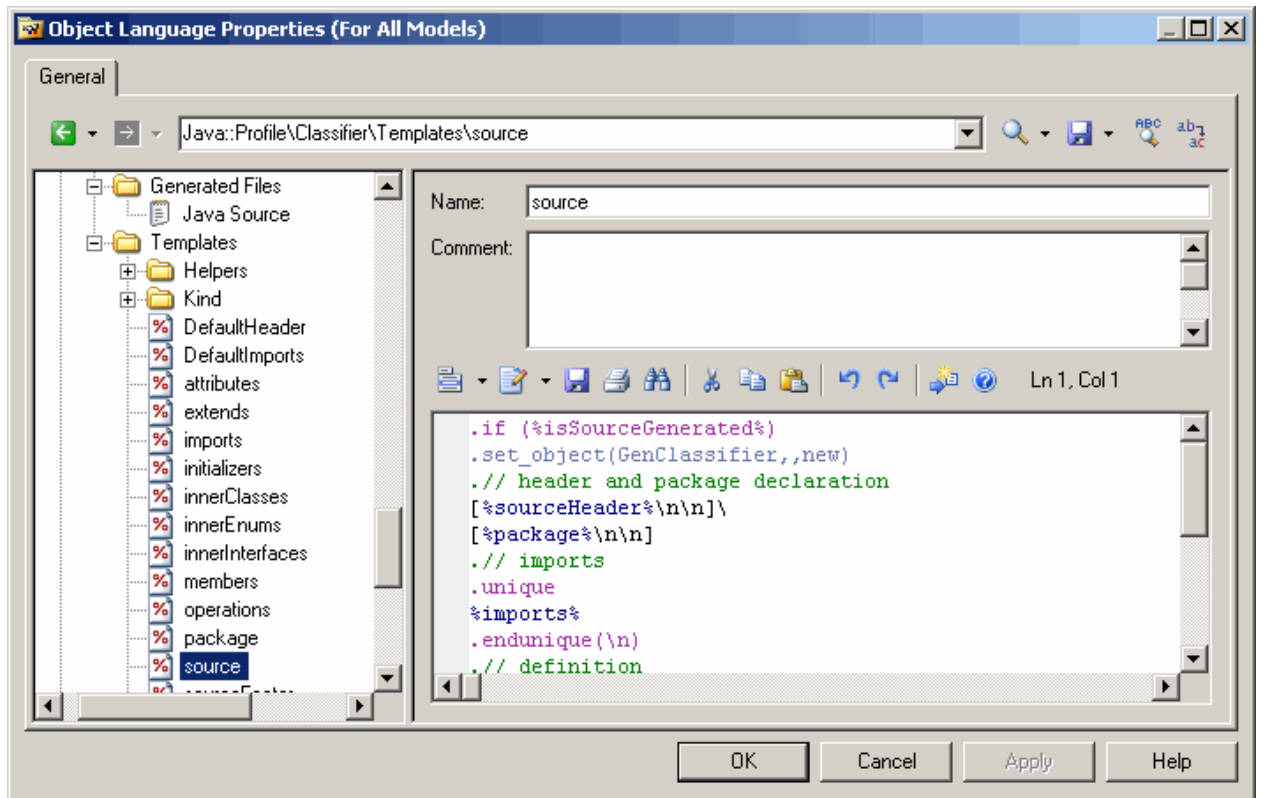 Object Language Properties (For All Models)
General
Java::Profile\Classifier\Templates\source
ABC
ab
ac
Generated Files
Java Source
Templates
Helpers
Kind
DefaultHeader
DefaultImports
attributes
extends
imports
initializers
innerClasses
innerEnums
innerInterfaces
members
operations
package
source
Name: source
Comment:
Ln 1, Col 1
.if (%isSourceGenerated%)
.set_object(GenClassifier,,new)
.// header and package declaration
[%sourceHeader%\n\n]\
[%package%\n\n]
.// imports
.unique
%imports%
.endunique(\n)
.// definition
OK Cancel Apply Help